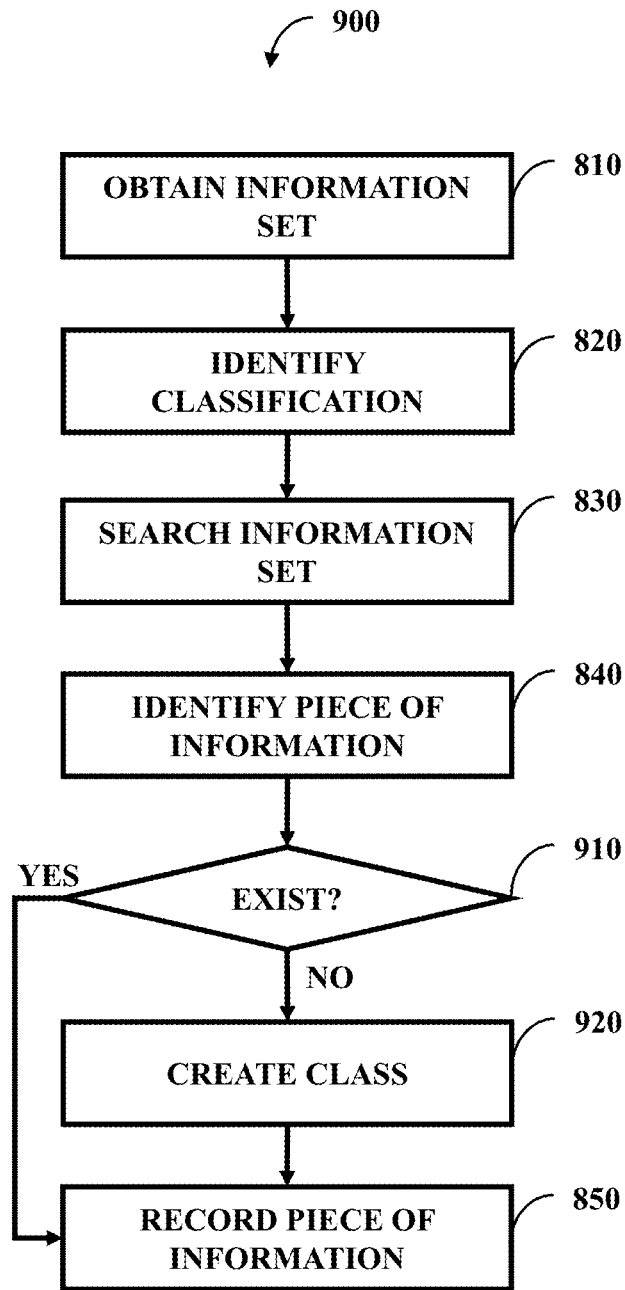 900
810
OBTAIN INFORMATION
SET
820
IDENTIFY
CLASSIFICATION
830
SEARCH INFORMATION
SET
840
IDENTIFY PIECE OF
INFORMATION
910
YES
EXIST?
NO
920
CREATE CLASS
850
RECORD PIECE OF
INFORMATION